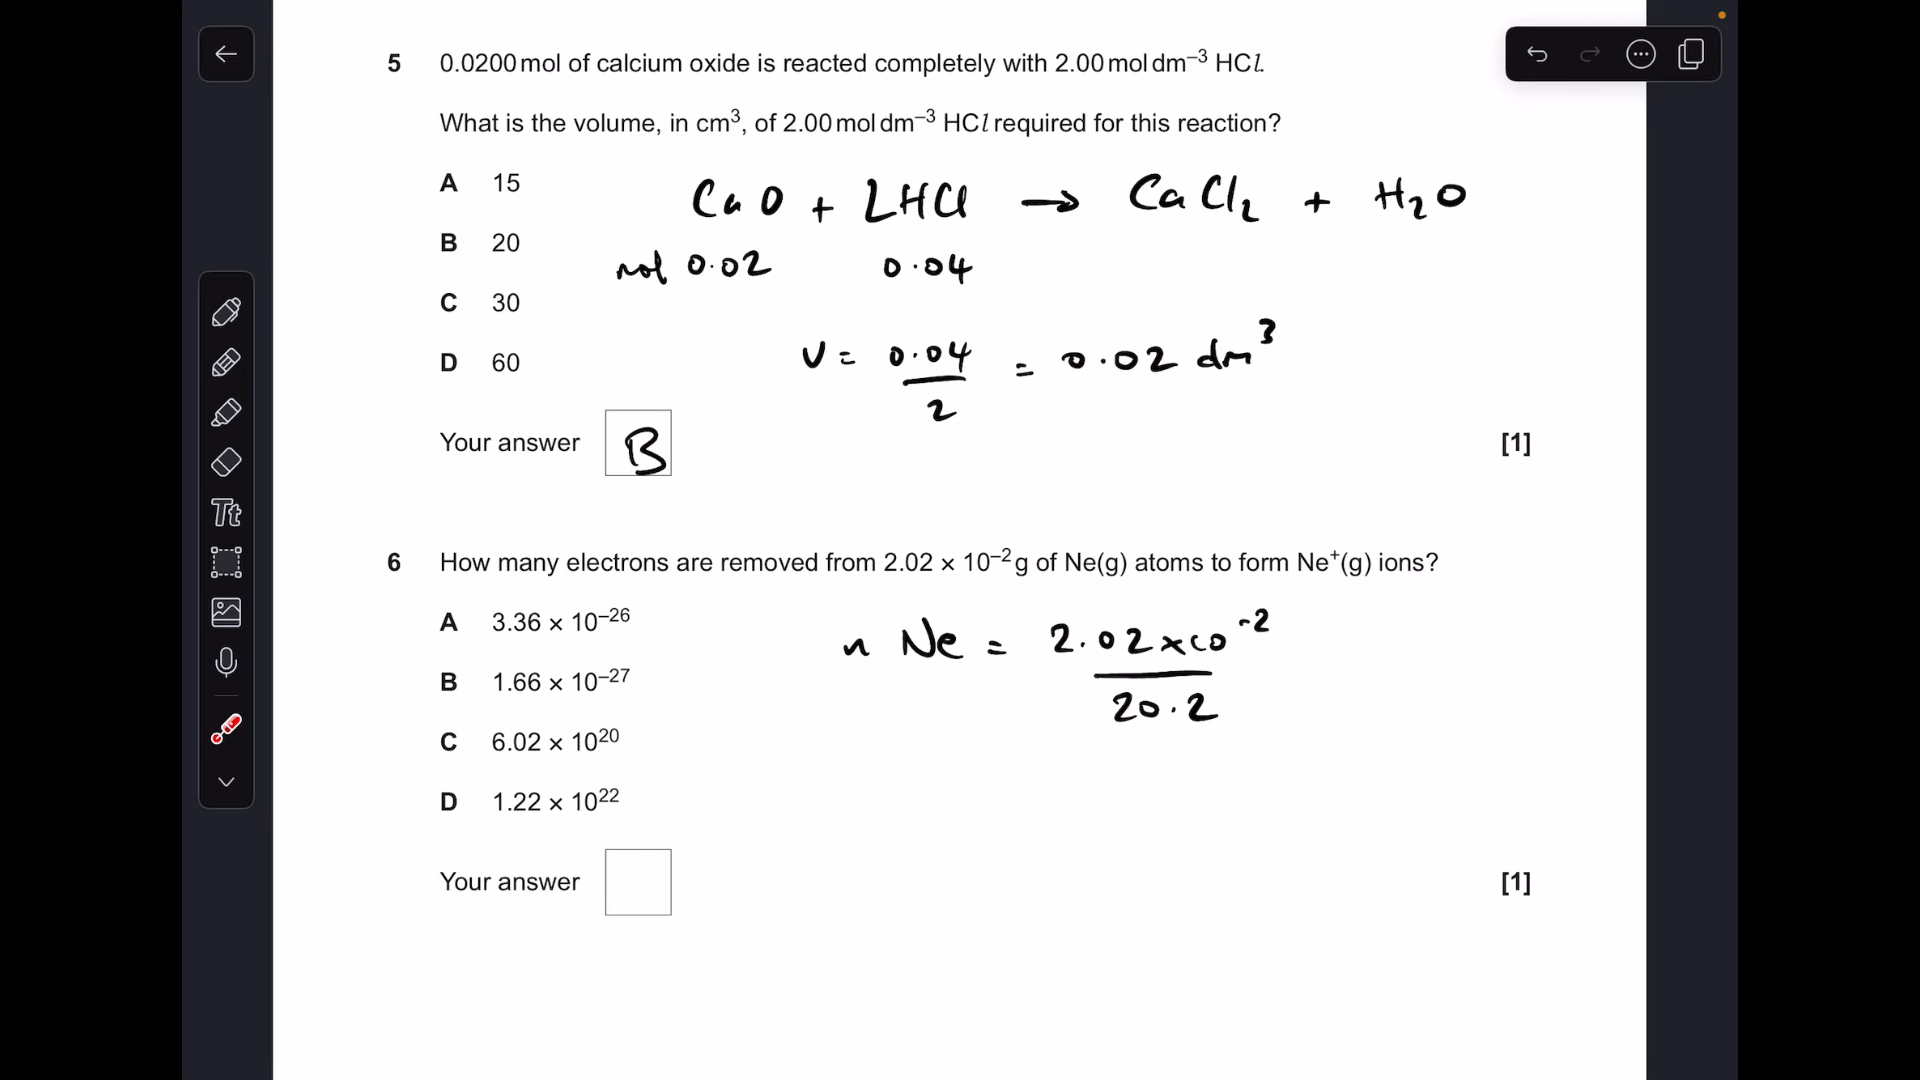 5 0.0200 mol of calcium oxide is reacted completely with 2.00 mol dm⁻³ HCl.
What is the volume, in cm³, of 2.00 mol dm⁻³ HCl required for this reaction?
A 15
CaO + 2HCl → CaCl₂ + H₂O
B 20
mol 0.02 0.04
C 30
V = 0.04/2 = 0.02 dm³
D 60
Your answer B [1]
6 How many electrons are removed from 2.02 × 10⁻² g of Ne(g) atoms to form Ne⁺(g) ions?
A 3.36 × 10⁻²⁶
n Ne = 2.02 × 10⁻² / 20.2
B 1.66 × 10⁻²⁷
C 6.02 × 10²⁰
D 1.22 × 10²²
Your answer [1]
Tt